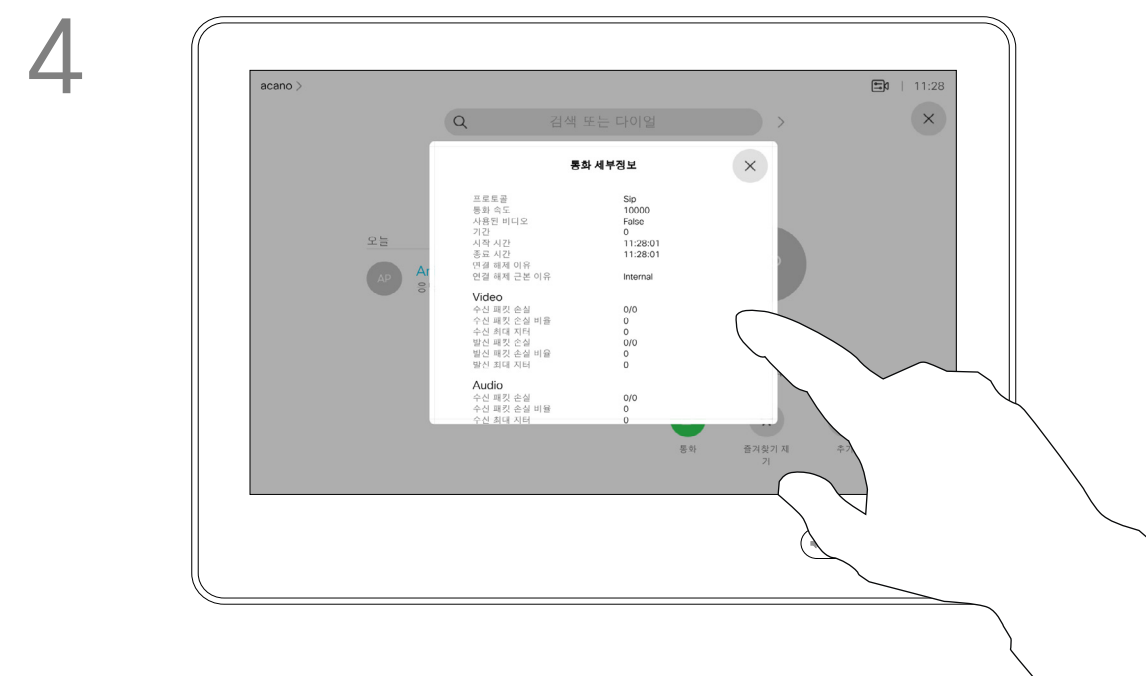 4
acano >
11:28
검색 또는 다이얼 >
통화 세부정보
프로토콜 Sip
통화 속도 10000
사용된 비디오 False
기간 0
시작 시간 11:28:01
종료 시간 11:28:01
연결 해제 이유
연결 해제 근본 이유 Internal
Video
수신 패킷 손실 0/0
수신 패킷 손실 비율 0
수신 최대 지터 0
발신 패킷 손실 0/0
발신 패킷 손실 비율 0
발신 최대 지터 0
Audio
수신 패킷 손실 0/0
수신 패킷 손실 비율 0
수신 최대 지터 0
오늘
AP
통화
즐겨찾기 제
기